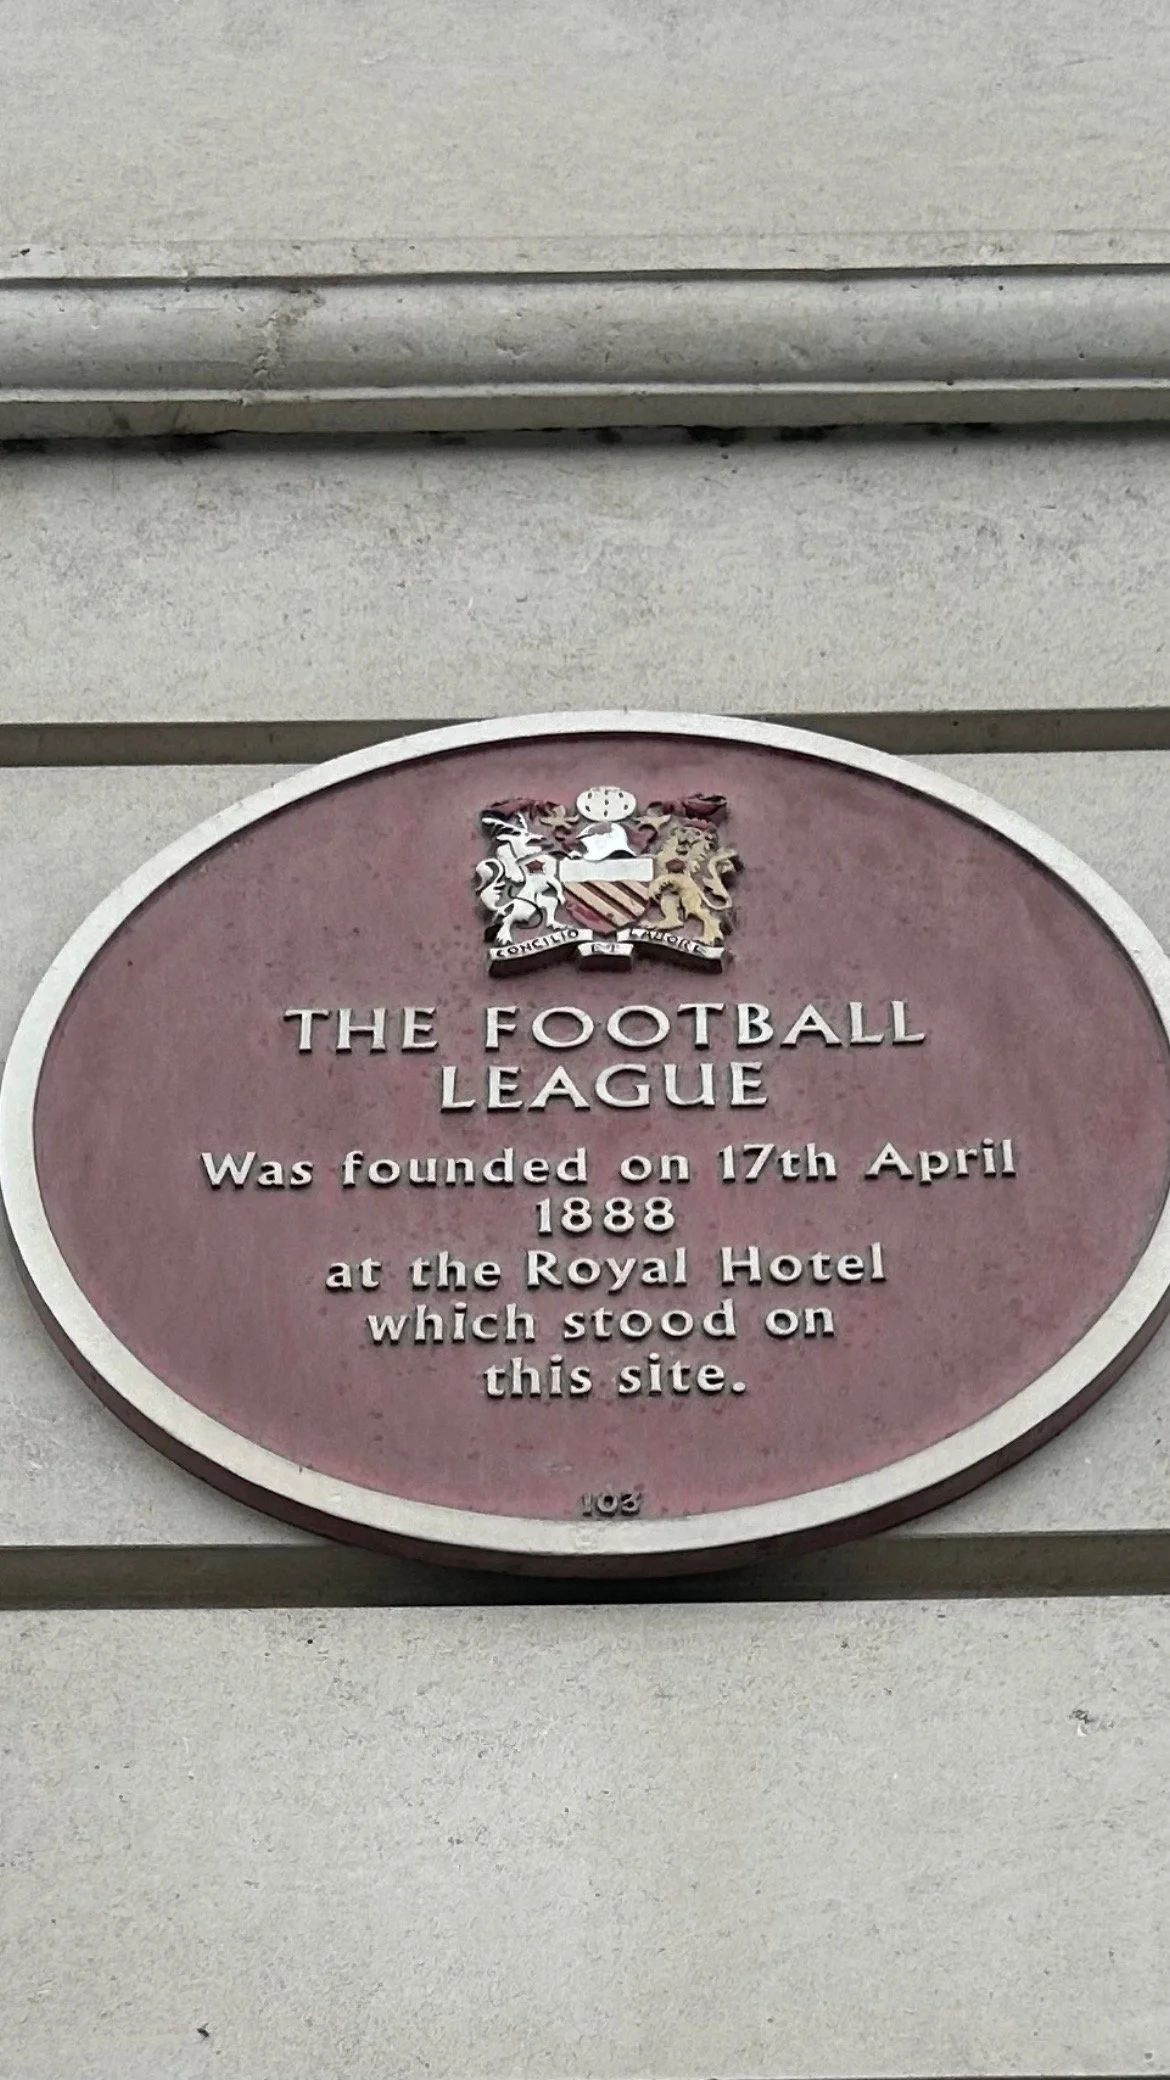 CONCILIO ET LABORE
THE FOOTBALL
LEAGUE
Was founded on 17th April
1888
at the Royal Hotel
which stood on
this site.
103